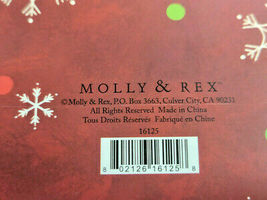 MOLLY & REX™
© Molly & Rex, P.O. Box 3663, Culver City, CA 90231
All Rights Reserved Made in China
Tous Droits Réservés Fabriqué en Chine
16125
8 02126 16125 8